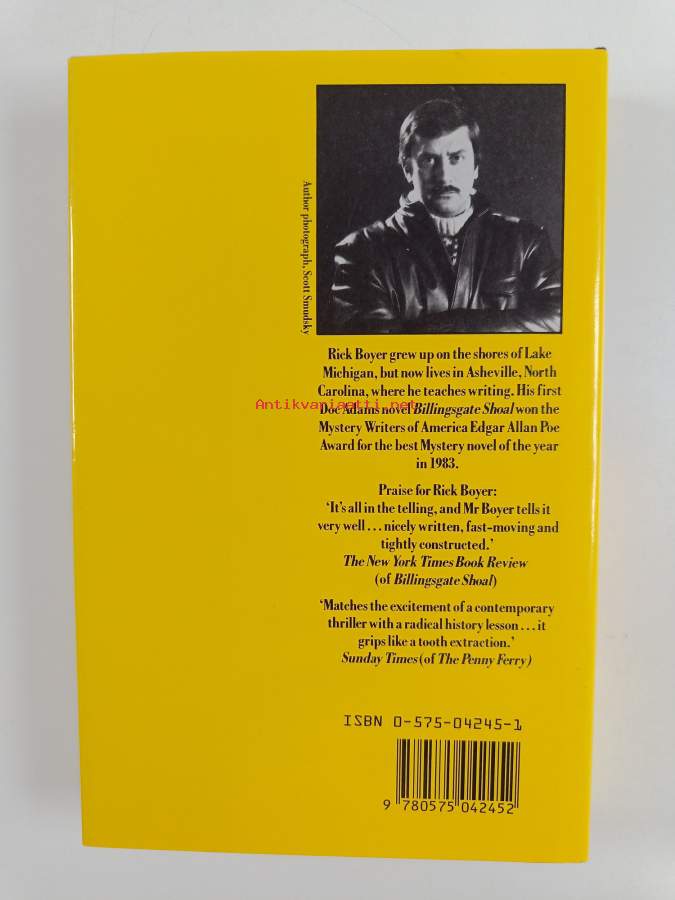 Author photograph, Scott Smudsky
Rick Boyer grew up on the shores of Lake
Michigan, but now lives in Asheville, North
Carolina, where he teaches writing. His first
Doc Adams novel Billingsgate Shoal won the
Mystery Writers of America Edgar Allan Poe
Award for the best Mystery novel of the year
in 1983.
Antikvariaatti.net
Praise for Rick Boyer:
‘It’s all in the telling, and Mr Boyer tells it
very well . . . nicely written, fast-moving and
tightly constructed.’
The New York Times Book Review
(of Billingsgate Shoal)
‘Matches the excitement of a contemporary
thriller with a radical history lesson . . . it
grips like a tooth extraction.’
Sunday Times (of The Penny Ferry)
ISBN 0-575-04245-1
9 780575 042452